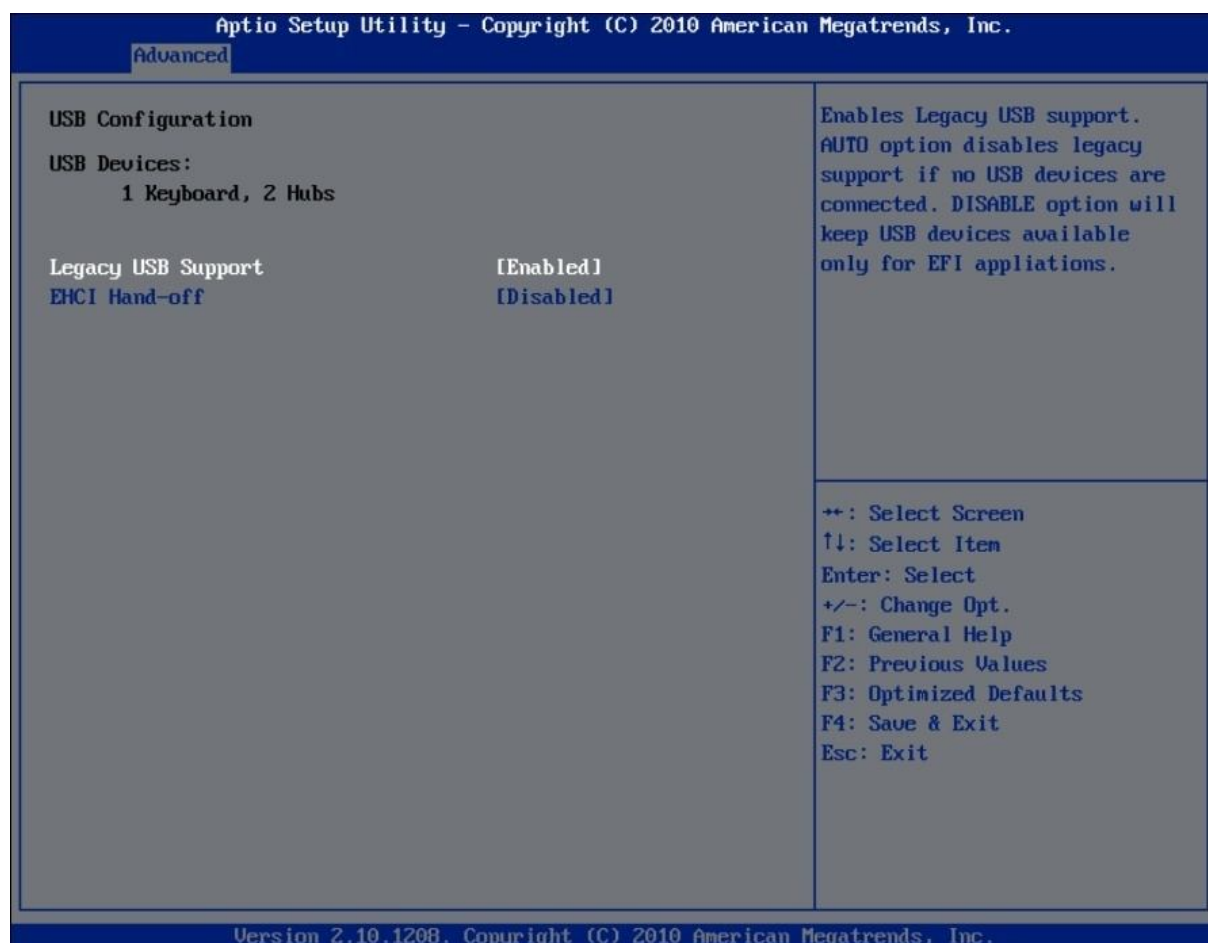 Aptio Setup Utility – Copyright (C) 2010 American Megatrends, Inc.
Advanced
USB Configuration
USB Devices:
1 Keyboard, 2 Hubs
Legacy USB Support [Enabled]
EHCI Hand-off [Disabled]
Enables Legacy USB support.
AUTO option disables legacy
support if no USB devices are
connected. DISABLE option will
keep USB devices available
only for EFI appliations.
→←: Select Screen
↑↓: Select Item
Enter: Select
+/-: Change Opt.
F1: General Help
F2: Previous Values
F3: Optimized Defaults
F4: Save & Exit
Esc: Exit
Version 2.10.1208. Copyright (C) 2010 American Megatrends, Inc.